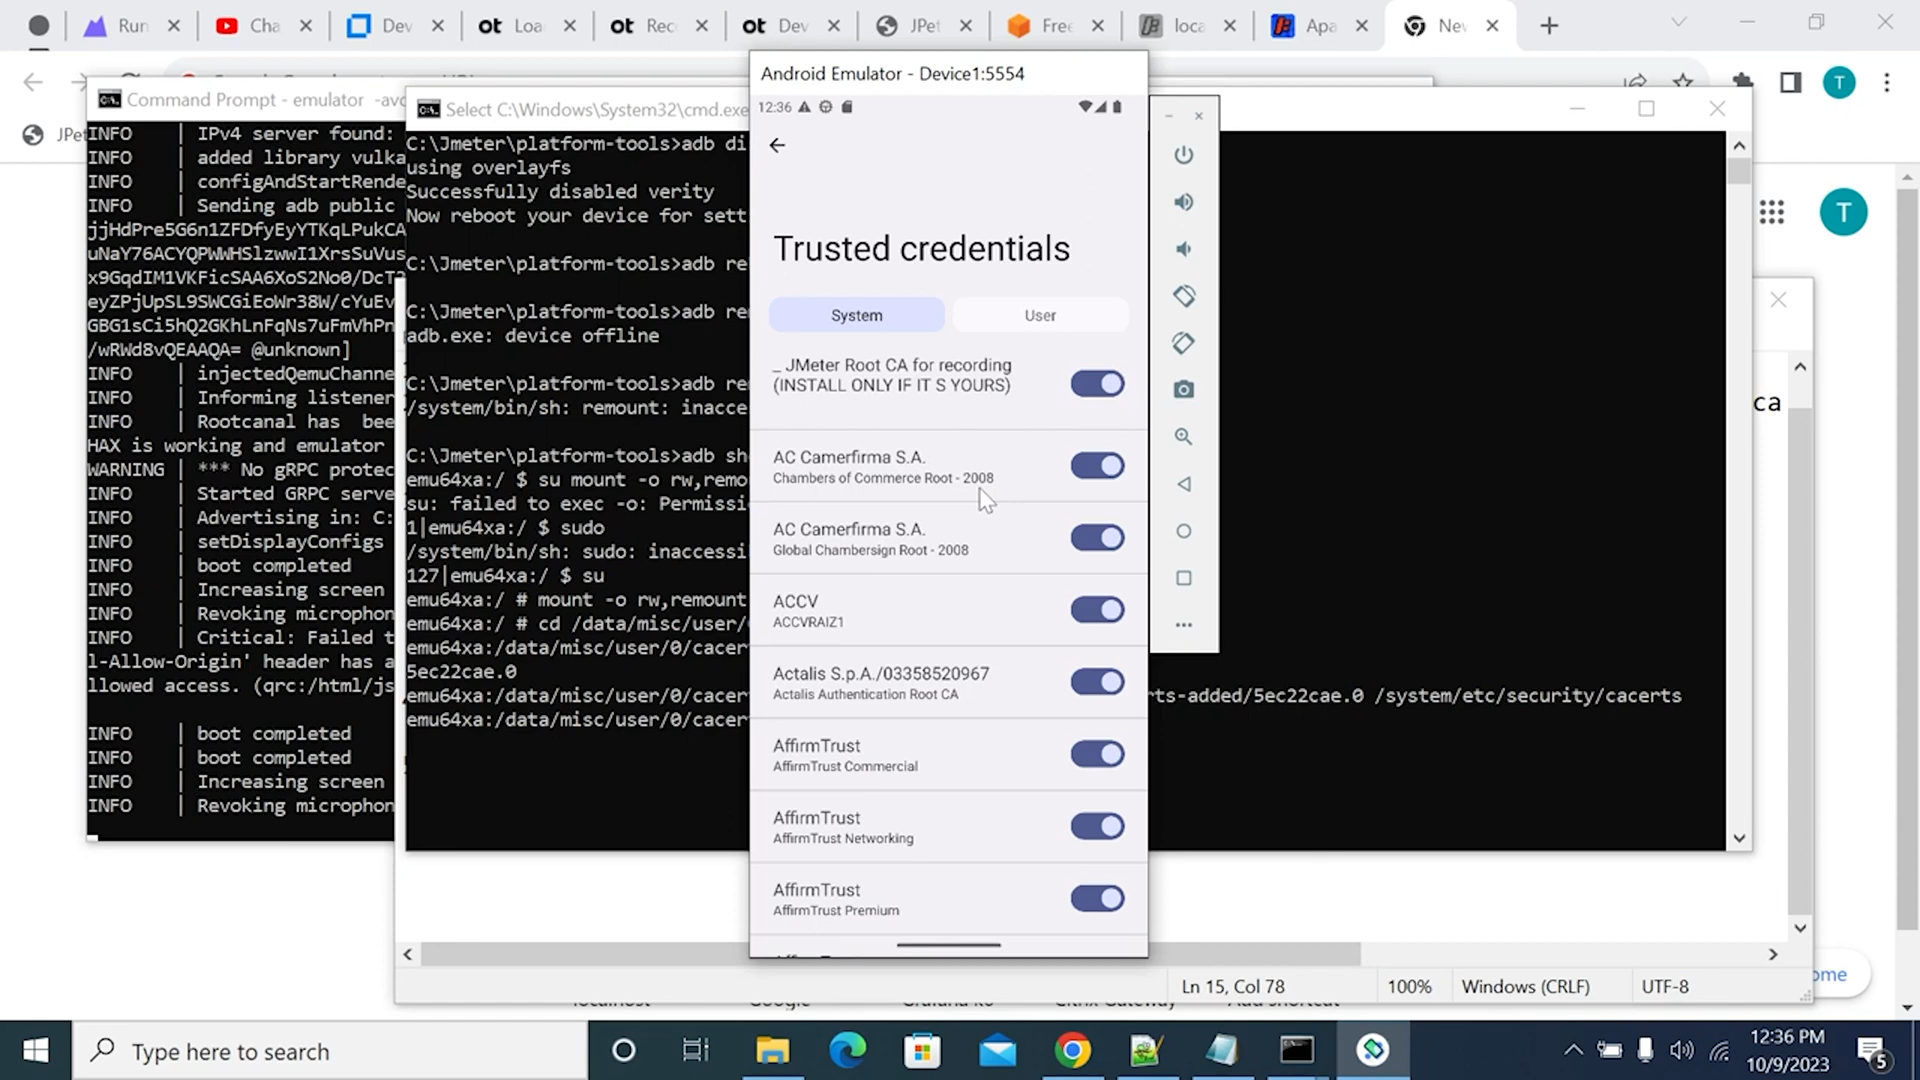 Run
Cha
Dev
Loa
Rec
Dev
JPet
Free
loca
Apa
Nev
T
JPe
Command Prompt - emulator -avd
INFO | IPv4 server found:
INFO | added library vulka
INFO | configAndStartRende
INFO | Sending adb public
jjHdPre5G6n1ZFDfyEyYTKqLPukCA
uNaY76ACYQPWWHSlzwwI1XrsSuVus
eyZPjUpSL9SWCGiEoWr38W/cYuEv
GBG1sCi5hQ2GKhLnFqNs7uFmVhPn
/wRWd8vQEAAQA= @unknown]
INFO | injectedQemuChanne
INFO | Informing listener
INFO | Rootcanal has bee
HAX is working and emulator
WARNING | *** No gRPC protec
INFO | Started GRPC serve
INFO | Advertising in: C:
INFO | setDisplayConfigs
INFO | boot completed
INFO | Increasing screen
INFO | Revoking microphon
INFO | Critical: Failed t
l-Allow-Origin' header has a
llowed access. (qrc:/html/js
INFO | boot completed
INFO | boot completed
INFO | Increasing screen
INFO | Revoking microphon
Select C:\Windows\System32\cmd.exe
C:\Jmeter\platform-tools>adb di
using overlayfs
Successfully disabled verity
Now reboot your device for sett
C:\Jmeter\platform-tools>adb re
C:\Jmeter\platform-tools>adb re
adb.exe: device offline
C:\Jmeter\platform-tools>adb re
/system/bin/sh: remount: inacce
C:\Jmeter\platform-tools>adb sh
emu64xa:/ $ su mount -o rw,remo
su: failed to exec -o: Permissi
1|emu64xa:/ $ sudo
/system/bin/sh: sudo: inaccessi
127|emu64xa:/ $ su
emu64xa:/ # mount -o rw,remount
emu64xa:/ # cd /data/misc/user/
emu64xa:/data/misc/user/0/cacer
5ec22cae.0
emu64xa:/data/misc/user/0/cacer
rts-added/5ec22cae.0 /system/etc/security/cacerts
emu64xa:/data/misc/user/0/cacer
Android Emulator - Device1:5554
12:36
Trusted credentials
System
User
_ JMeter Root CA for recording
(INSTALL ONLY IF IT S YOURS)
AC Camerfirma S.A.
Chambers of Commerce Root - 2008
AC Camerfirma S.A.
Global Chambersign Root - 2008
ACCV
ACCVRAIZ1
Actalis S.p.A./03358520967
Actalis Authentication Root CA
AffirmTrust
AffirmTrust Commercial
AffirmTrust
AffirmTrust Networking
AffirmTrust
AffirmTrust Premium
T
ca
Ln 15, Col 78
100%
Windows (CRLF)
UTF-8
ome
Type here to search
12:36 PM
10/9/2023
5